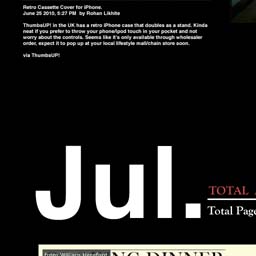 Retro Cassette Cover for iPhone.
June 25 2010, 5:27 PM by Rohan Likhite
ThumbsUP! in the UK has a retro iPhone case that doubles as a stand. Kinda
neat if you prefer to throw your phone/ipod touch in your pocket and not
worry about the controls. Seems like it's only available through wholesaler
order, expect it to pop up at your local lifestyle mall/chain store soon.
via ThumbsUP!
Jul.
TOTAL
Total Page
NG DINNER